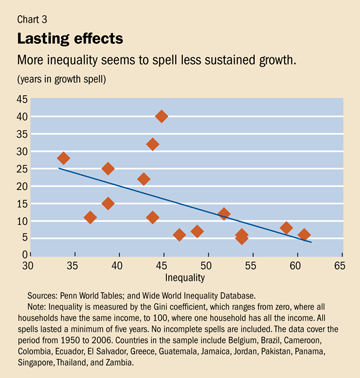 Chart 3
Lasting effects
More inequality seems to spell less sustained growth.
(years in growth spell)
45
40
35
30
25
20
15
10
5
0
30 35 40 45 50 55 60 65
Inequality
Sources: Penn World Tables; and Wide World Inequality Database.
Note: Inequality is measured by the Gini coefficient, which ranges from zero, where all
households have the same income, to 100, where one household has all the income. All
spells lasted a minimum of five years. No incomplete spells are included. The data cover the
period from 1950 to 2006. Countries in the sample include Belgium, Brazil, Cameroon,
Colombia, Ecuador, El Salvador, Greece, Guatemala, Jamaica, Jordan, Pakistan, Panama,
Singapore, Thailand, and Zambia.